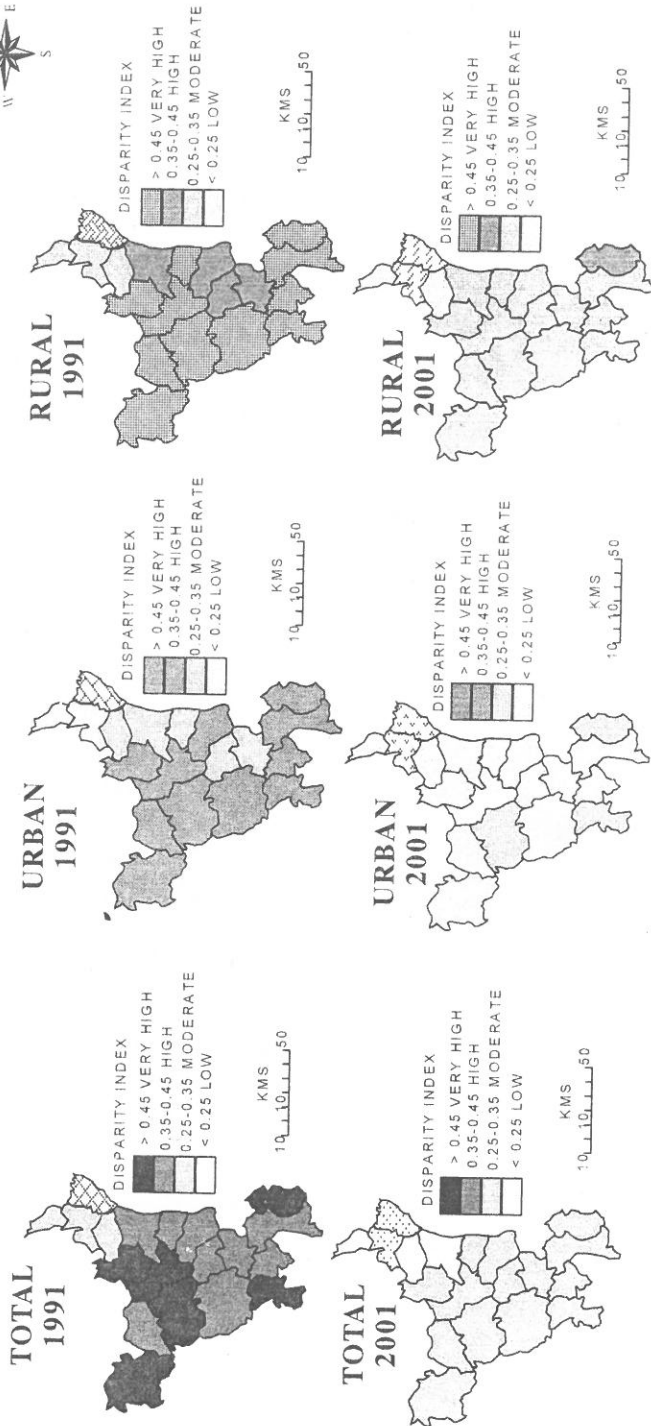 TOTAL
1991
DISPARITY INDEX
> 0.45 VERY HIGH
0.35-0.45 HIGH
0.25-0.35 MODERATE
< 0.25 LOW
KMS
10 10 50
URBAN
1991
DISPARITY INDEX
> 0.45 VERY HIGH
0.35-0.45 HIGH
0.25-0.35 MODERATE
< 0.25 LOW
KMS
10 10 50
RURAL
1991
DISPARITY INDEX
> 0.45 VERY HIGH
0.35-0.45 HIGH
0.25-0.35 MODERATE
< 0.25 LOW
KMS
10 10 50
W
E
S
TOTAL
2001
DISPARITY INDEX
> 0.45 VERY HIGH
0.35-0.45 HIGH
0.25-0.35 MODERATE
< 0.25 LOW
KMS
10 10 50
URBAN
2001
DISPARITY INDEX
> 0.45 VERY HIGH
0.35-0.45 HIGH
0.25-0.35 MODERATE
< 0.25 LOW
KMS
10 10 50
RURAL
2001
DISPARITY INDEX
> 0.45 VERY HIGH
0.35-0.45 HIGH
0.25-0.35 MODERATE
< 0.25 LOW
KMS
10 10 50